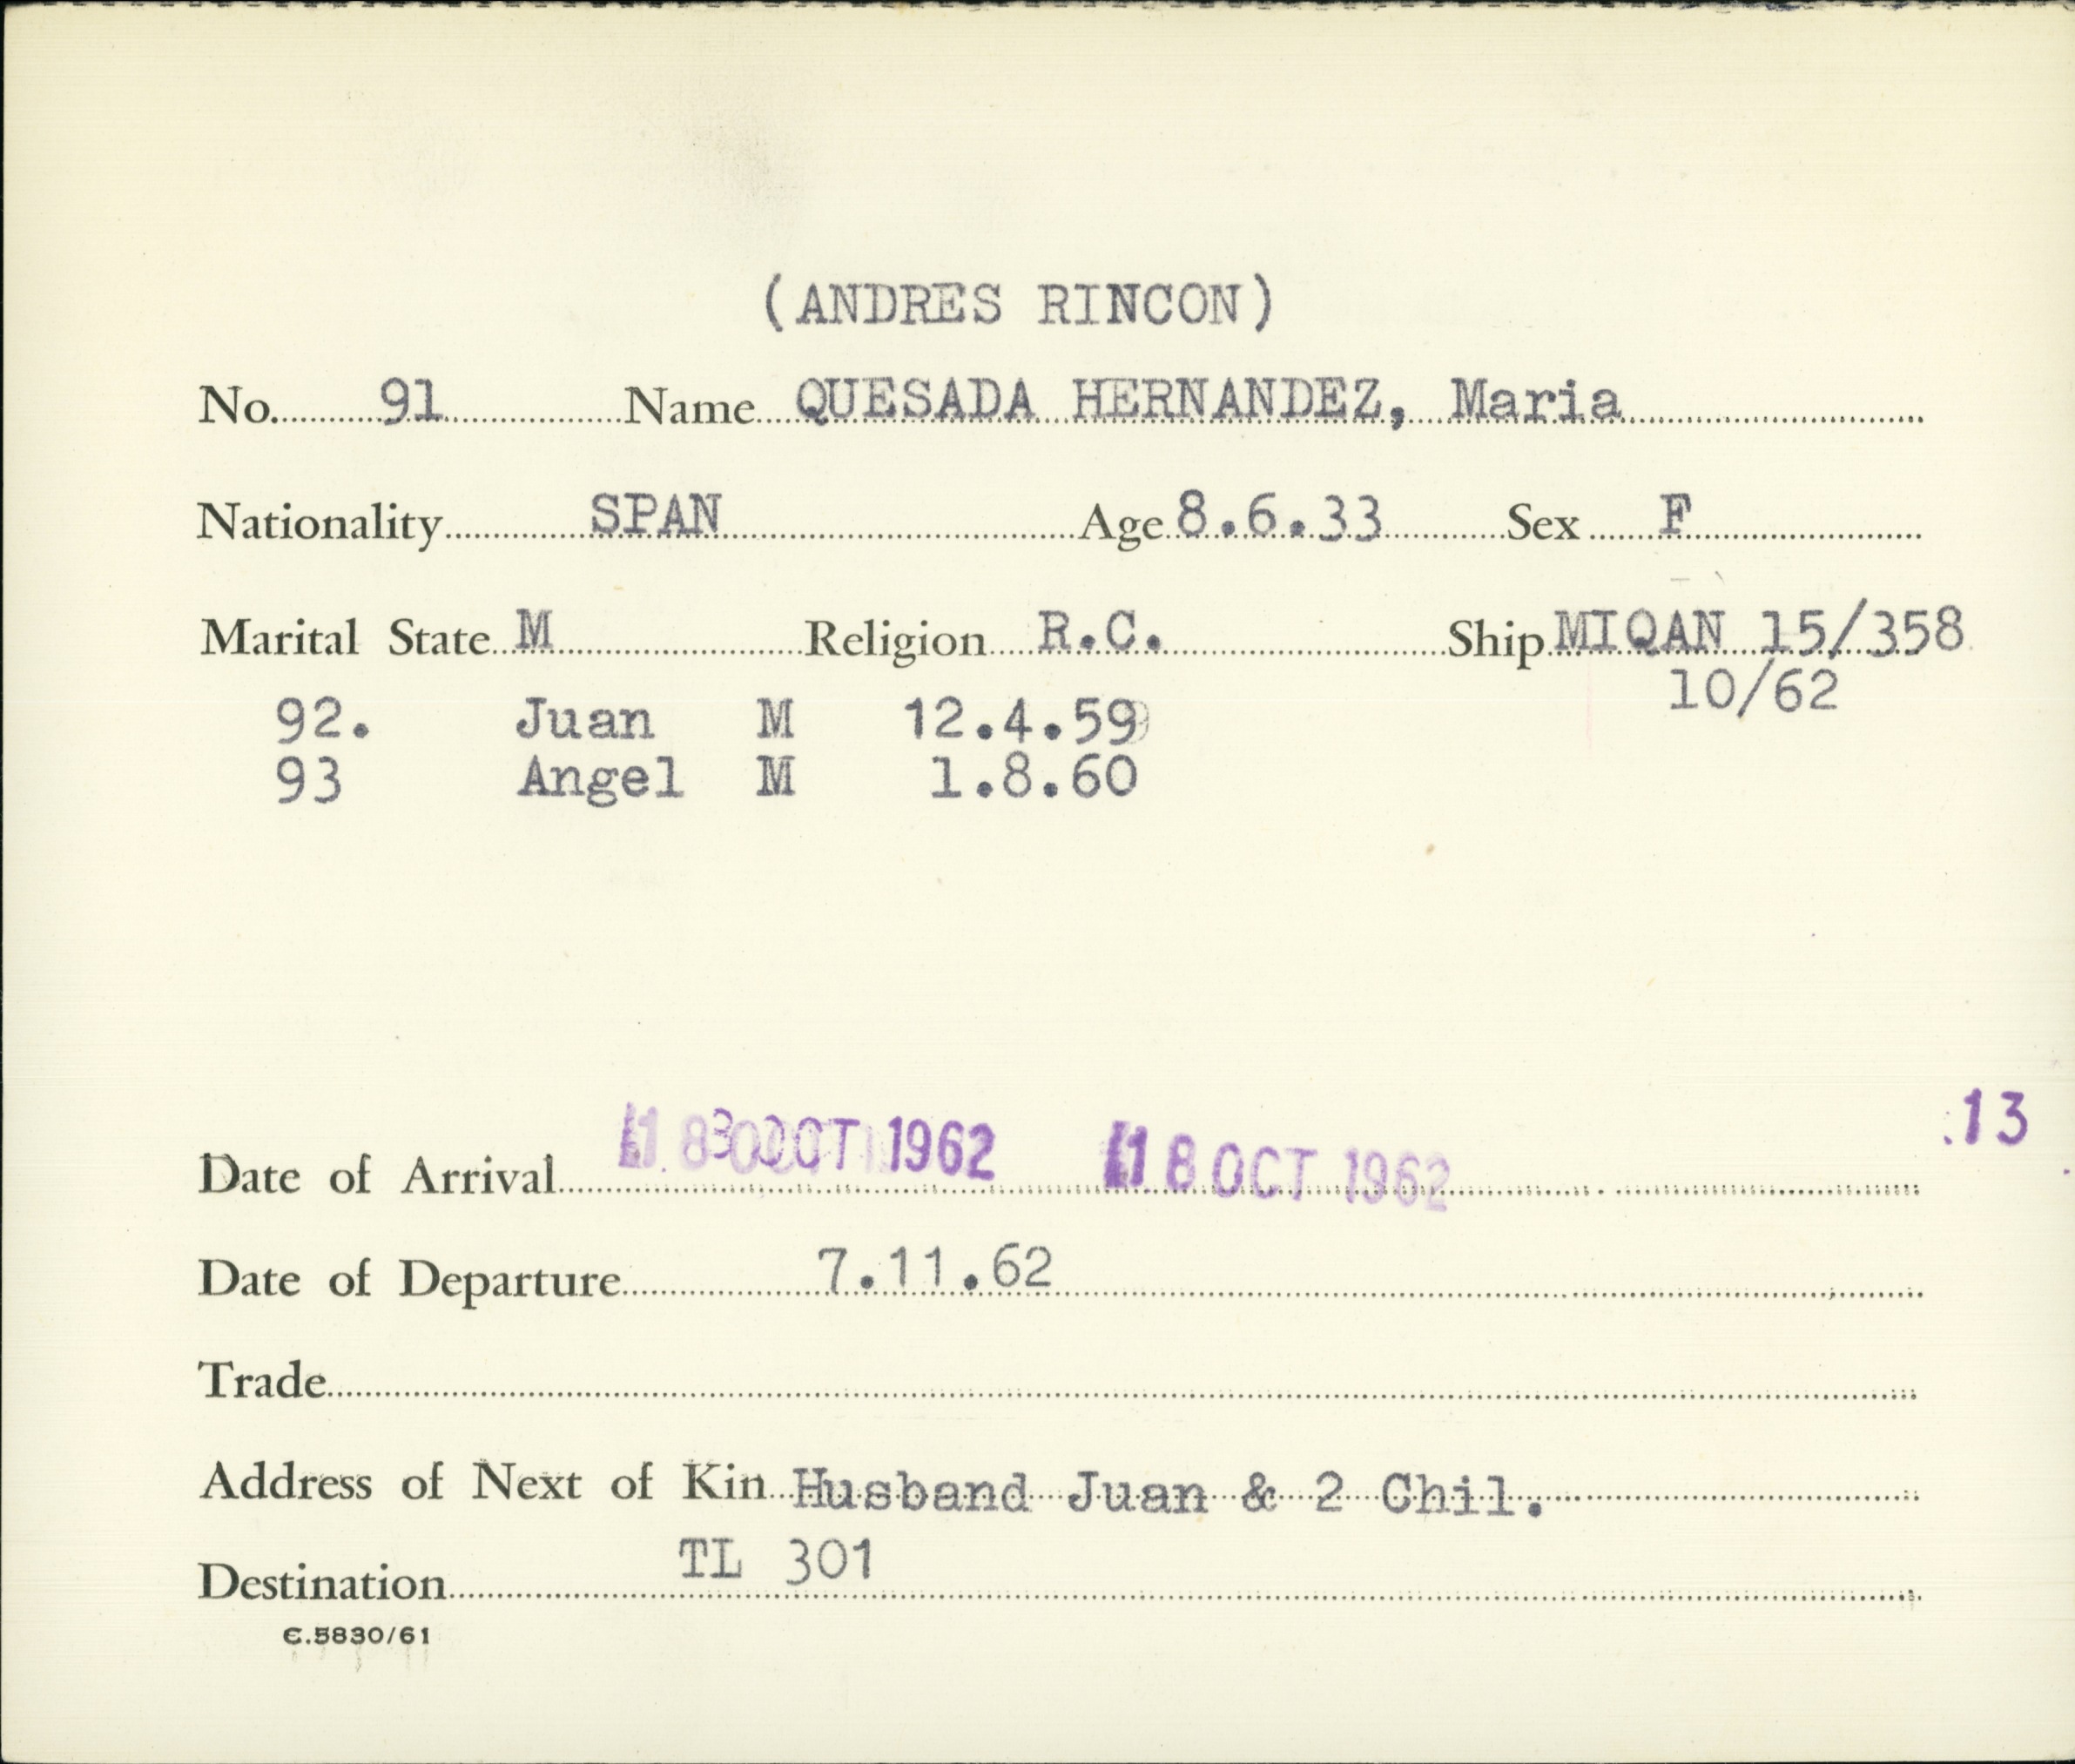 (ANDRES RINCON)
No. 91 Name QUESADA HERNANDEZ, Maria
Nationality SPAN Age 8.6.33 Sex F
Marital State M Religion R.C. Ship MIQAN 15/358
10/62
92. Juan M 12.4.59
93 Angel M 1.8.60
13
Date of Arrival OCT 1962 18 OCT 1962
Date of Departure 7.11.62
Trade
Address of Next of Kin Husband Juan & 2 Chil.
Destination TL 301
C.5830/61